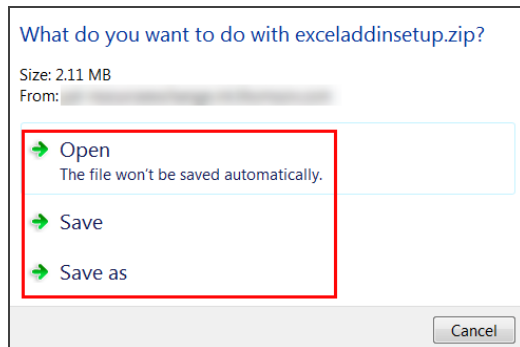 What do you want to do with exceladdinsetup.zip?
Size: 2.11 MB
From:
Open
The file won't be saved automatically.
Save
Save as
Cancel